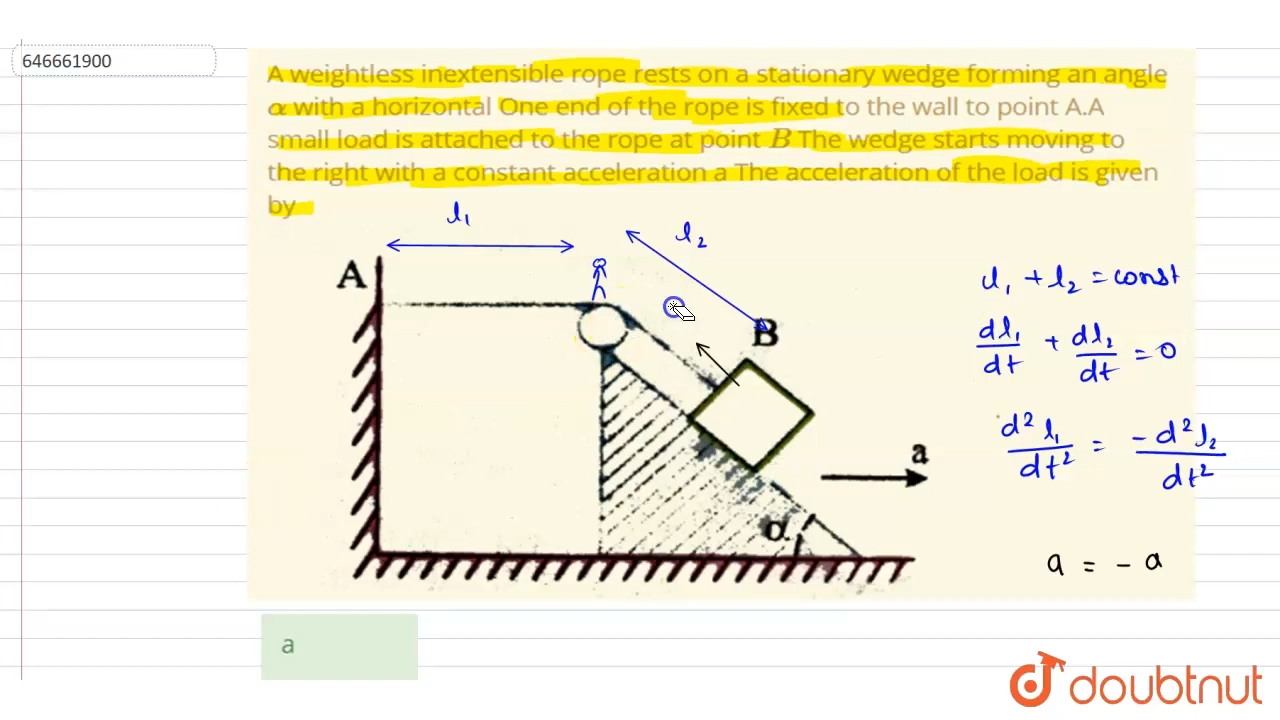 646661900
A weightless inextensible rope rests on a stationary wedge forming an angle
α with a horizontal One end of the rope is fixed to the wall to point A.A
small load is attached to the rope at point B The wedge starts moving to
the right with a constant acceleration a The acceleration of the load is given
by
l₁
l₂
A
B
l₁ + l₂ = const
dl₁/dt + dl₂/dt = 0
d²l₁/dt² = -d²l₂/dt²
a
α
a = - a
a
doubtnut